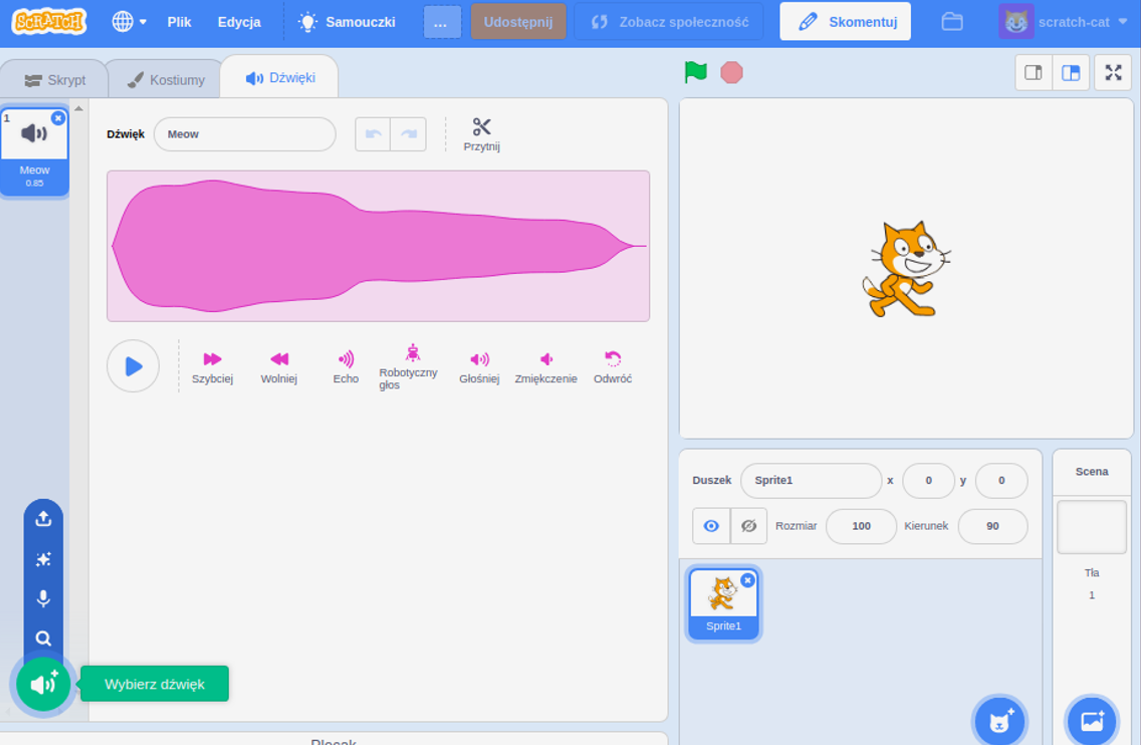 SCRATCH
Plik
Edycja
Samouczki
...
Udostępnij
Zobacz społeczność
Skomentuj
scratch-cat
Skrypt
Kostiumy
Dźwięki
1
Meow
0.85
Dźwięk
Meow
Przytnij
Szybciej
Wolniej
Echo
Robotyczny
głos
Głośniej
Zmiękczenie
Odwróć
Wybierz dźwięk
Plecak
Duszek
Sprite1
x
0
y
0
Rozmiar
100
Kierunek
90
Sprite1
Scena
Tła
1